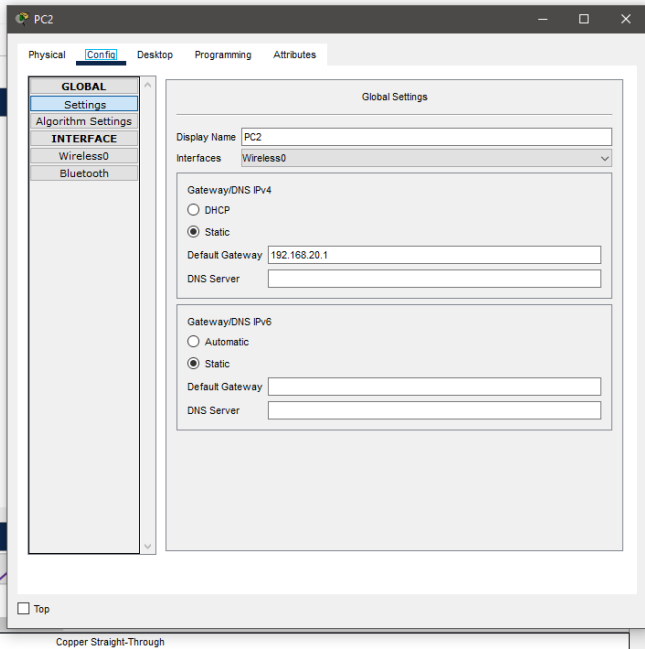 PC2
Physical Config Desktop Programming Attributes
GLOBAL
Settings
Algorithm Settings
INTERFACE
Wireless0
Bluetooth
Global Settings
Display Name PC2
Interfaces Wireless0
Gateway/DNS IPv4
DHCP
Static
Default Gateway 192.168.20.1
DNS Server
Gateway/DNS IPv6
Automatic
Static
Default Gateway
DNS Server
Top
Copper Straight-Through